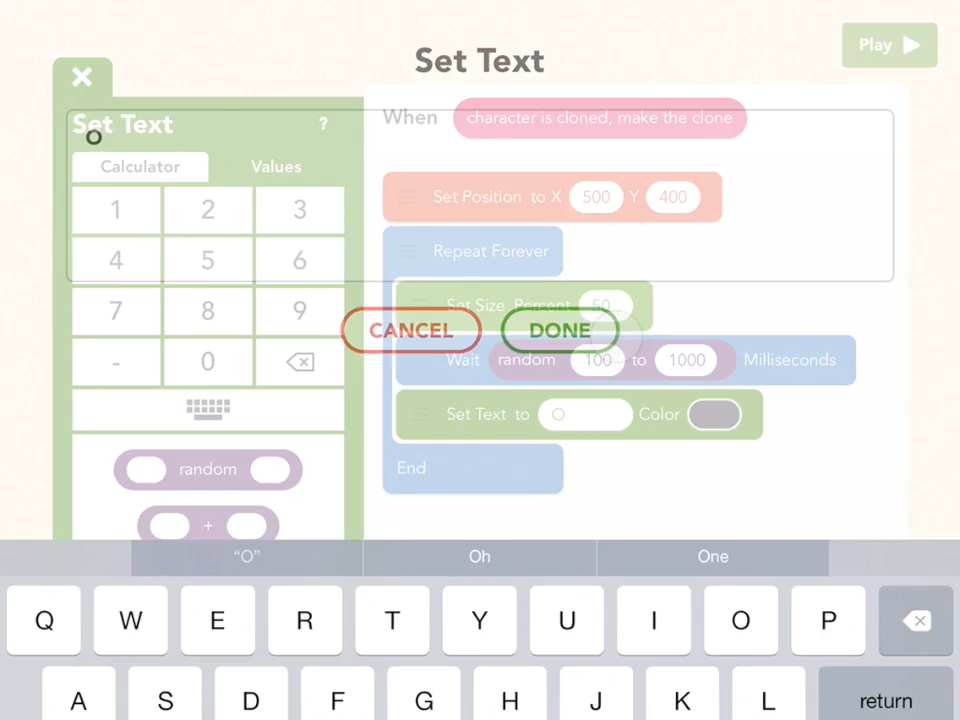 Set Text
Play
Set Text ?
Calculator Values
1 2 3
4 5 6
7 8 9
- 0
random
+
o
When character is cloned, make the clone
Set Position to X 500 Y 400
Repeat Forever
Set Size Percent 50
Wait random 100 to 1000 Milliseconds
Set Text to O Color
End
CANCEL DONE
“O” Oh One
Q W E R T Y U I O P
A S D F G H J K L return